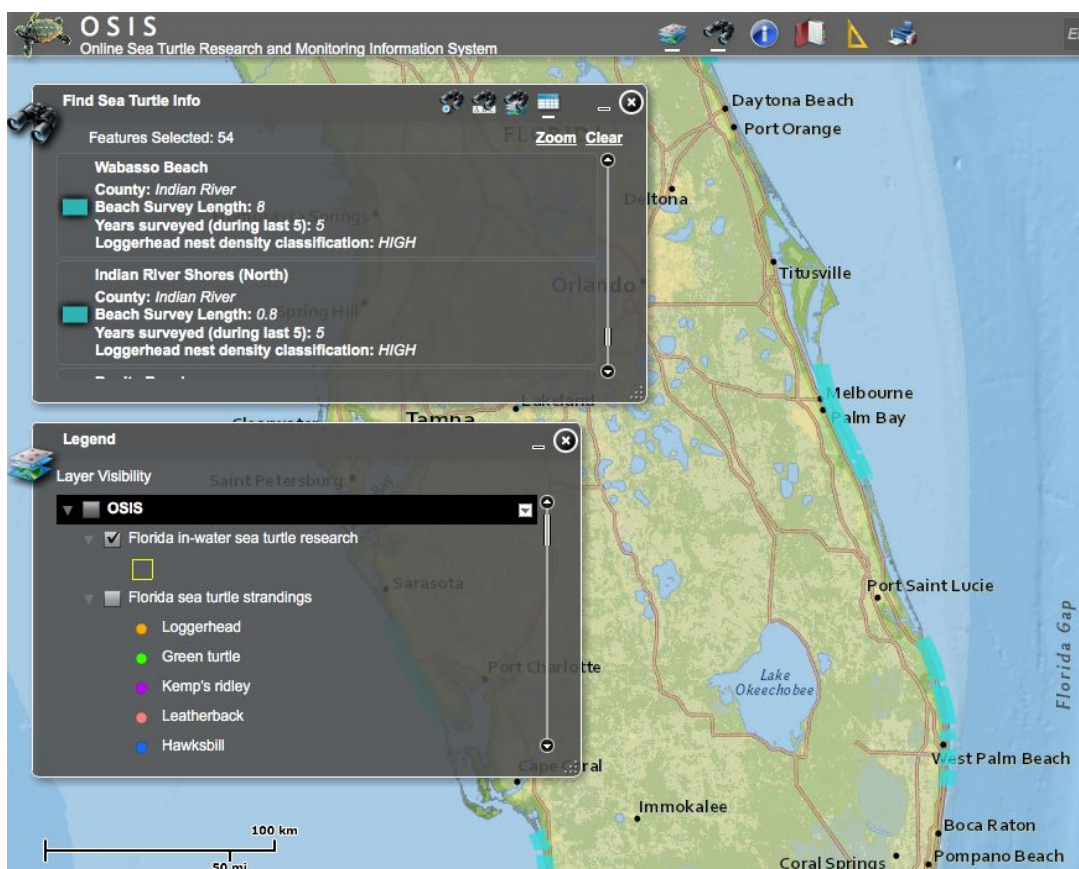 OSIS
Online Sea Turtle Research and Monitoring Information System
Find Sea Turtle Info
Features Selected: 54
Zoom Clear
Wabasso Beach
County: Indian River
Beach Survey Length: 8
Years surveyed (during last 5): 5
Loggerhead nest density classification: HIGH
Indian River Shores (North)
County: Indian River
Beach Survey Length: 0.8
Years surveyed (during last 5): 5
Loggerhead nest density classification: HIGH
Legend
Layer Visibility
OSIS
Florida in-water sea turtle research
Florida sea turtle strandings
Loggerhead
Green turtle
Kemp's ridley
Leatherback
Hawksbill
Daytona Beach
Port Orange
Deltona
Titusville
Orlando
Spring Hill
Melbourne
Palm Bay
Lakeland
Tampa
Clearwater
Saint Petersburg
Bay
Sarasota
Port Saint Lucie
Port Charlotte
Lake
Okeechobee
Florida Gap
West Palm Beach
Cape Coral
Immokalee
Boca Raton
Coral Springs
Pompano Beach
100 km
50 mi